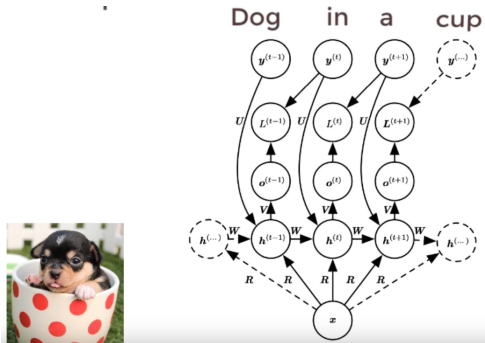 Dog in a cup
y^(t−1) y^(t) y^(t+1) y^(...)
U L^(t−1) U L^(t) U L^(t+1)
o^(t−1) o^(t) o^(t+1)
V V V
h^(...) W h^(t−1) W h^(t) W h^(t+1) W h^(...)
R R R R R
x